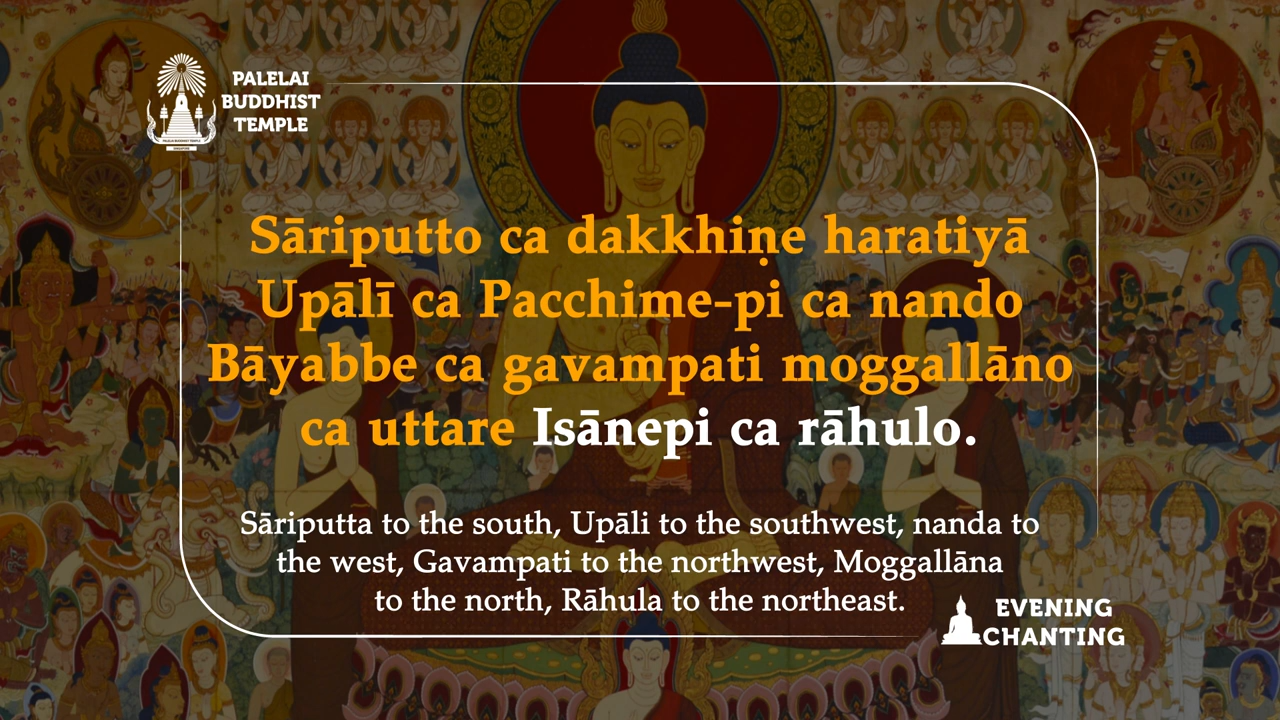 PALELAI
BUDDHIST
TEMPLE
Sāriputto ca dakkhiṇe haratiyā
Upālī ca Pacchime-pi ca nando
Bāyabbe ca gavampati moggallāno
ca uttare Isānepi ca rāhulo.
Sāriputta to the south, Upāli to the southwest, nanda to
the west, Gavampati to the northwest, Moggallāna
to the north, Rāhula to the northeast.
EVENING
CHANTING